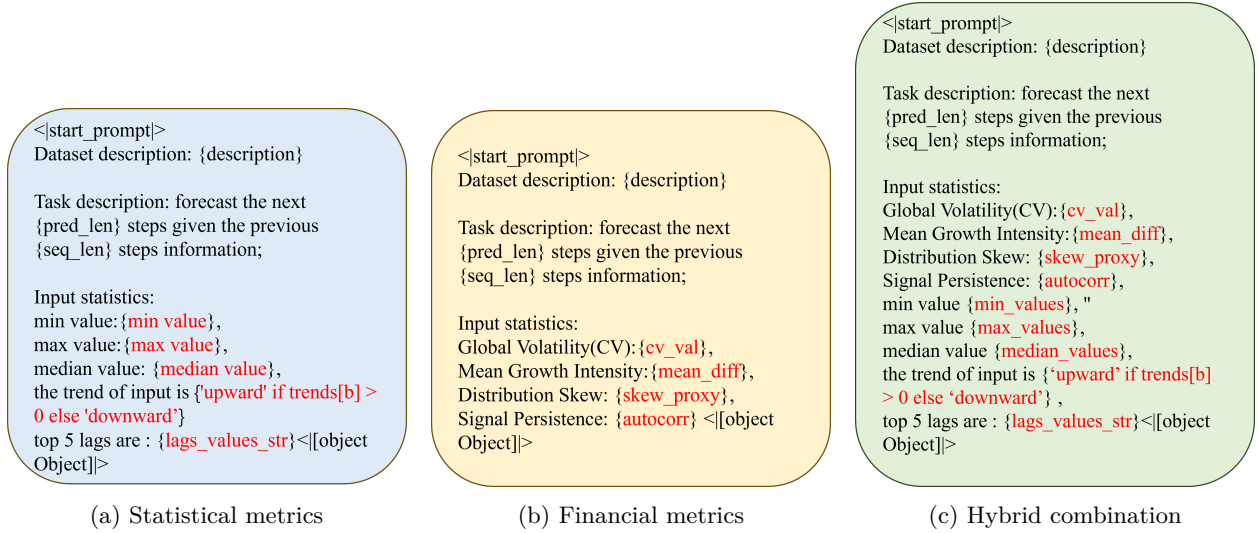 <|start_prompt|>
Dataset description: {description}
Task description: forecast the next
{pred_len} steps given the previous
{seq_len} steps information;
Input statistics:
min value:{min value},
max value:{max value},
median value: {median value},
the trend of input is {'upward' if trends[b] >
0 else 'downward’}
top 5 lags are : {lags_values_str}<|[object
Object]|>
(a) Statistical metrics
<|start_prompt|>
Dataset description: {description}
Task description: forecast the next
{pred_len} steps given the previous
{seq_len} steps information;
Input statistics:
Global Volatility(CV):{cv_val},
Mean Growth Intensity:{mean_diff},
Distribution Skew: {skew_proxy},
Signal Persistence: {autocorr} <|[object
Object]|>
(b) Financial metrics
<|start_prompt|>
Dataset description: {description}
Task description: forecast the next
{pred_len} steps given the previous
{seq_len} steps information;
Input statistics:
Global Volatility(CV):{cv_val},
Mean Growth Intensity:{mean_diff},
Distribution Skew: {skew_proxy},
Signal Persistence: {autocorr},
min value {min_values}, "
max value {max_values},
median value {median_values},
the trend of input is {‘upward’ if trends[b]
> 0 else ‘downward’} ,
top 5 lags are : {lags_values_str}<|[object
Object]|>
(c) Hybrid combination